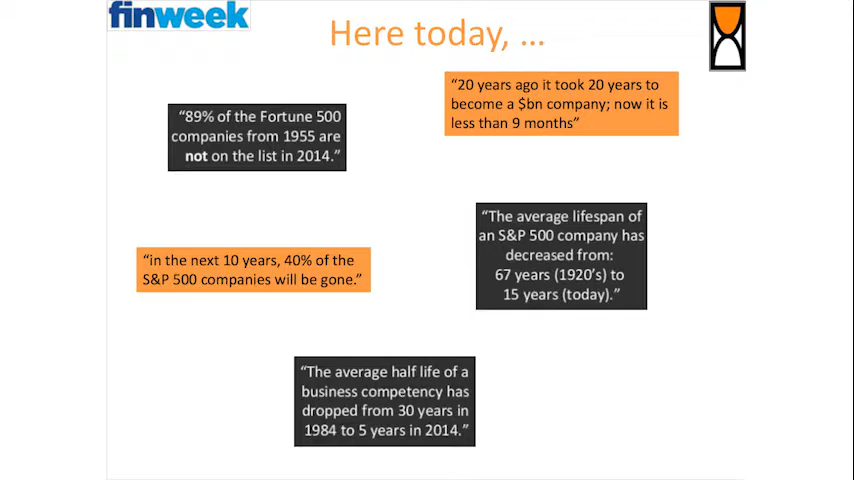 finweek
Here today, ...
“20 years ago it took 20 years to
become a $bn company; now it is
less than 9 months”
“89% of the Fortune 500
companies from 1955 are
not on the list in 2014.”
“The average lifespan of
an S&P 500 company has
decreased from:
67 years (1920’s) to
15 years (today).”
“in the next 10 years, 40% of the
S&P 500 companies will be gone.”
“The average half life of a
business competency has
dropped from 30 years in
1984 to 5 years in 2014.”